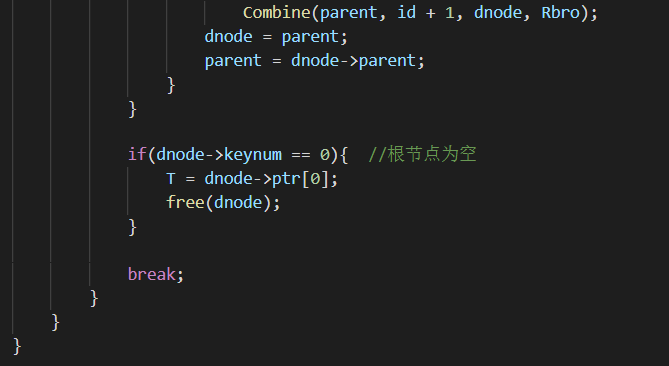 Combine(parent, id + 1, dnode, Rbro);
dnode = parent;
parent = dnode->parent;
}
}
if(dnode->keynum == 0){  //根节点为空
T = dnode->ptr[0];
free(dnode);
}
break;
}
}
}